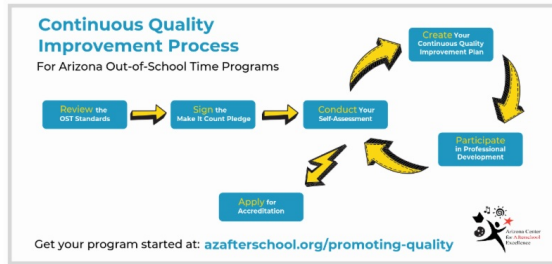 Continuous Quality
Improvement Process
For Arizona Out-of-School Time Programs
Create Your
Continuous Quality
Improvement Plan
Review the
OST Standards
Sign the
Make It Count Pledge
Conduct Your
Self-Assessment
Participate
in Professional
Development
Apply for
Accreditation
Get your program started at: azafterschool.org/promoting-quality
Arizona Center
for Afterschool
Excellence